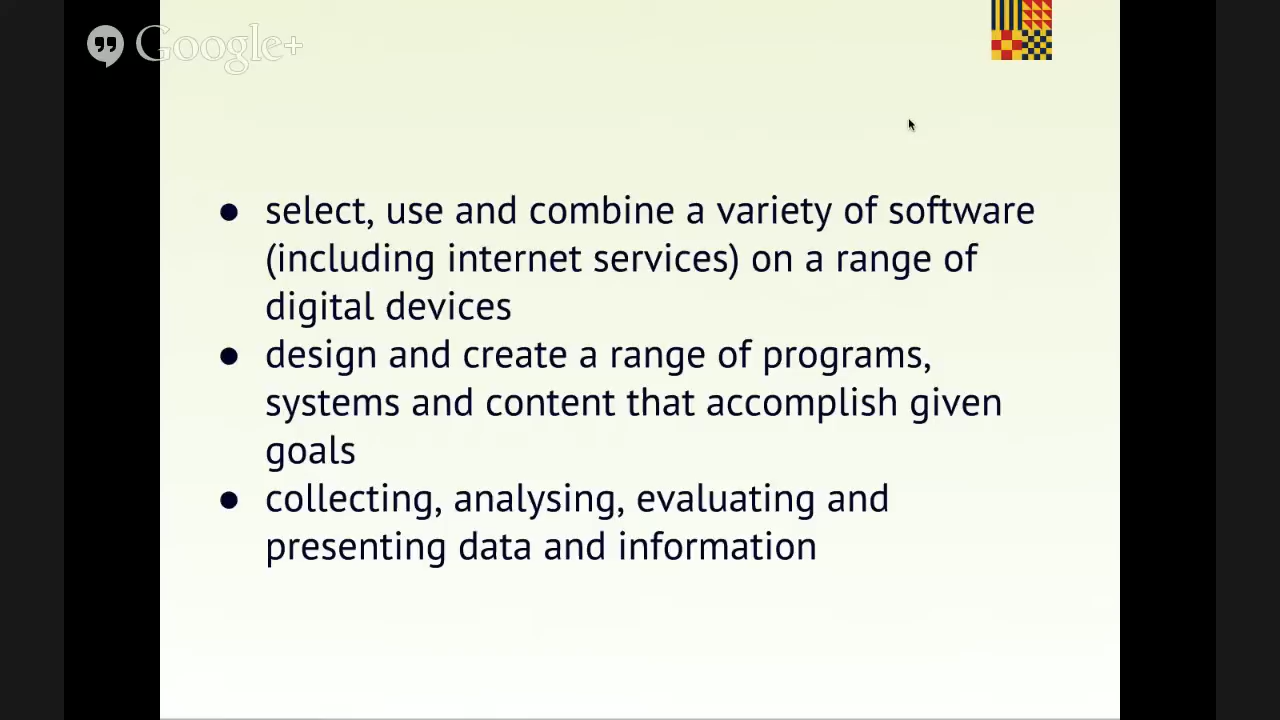 Google+
● select, use and combine a variety of software
(including internet services) on a range of
digital devices
● design and create a range of programs,
systems and content that accomplish given
goals
● collecting, analysing, evaluating and
presenting data and information